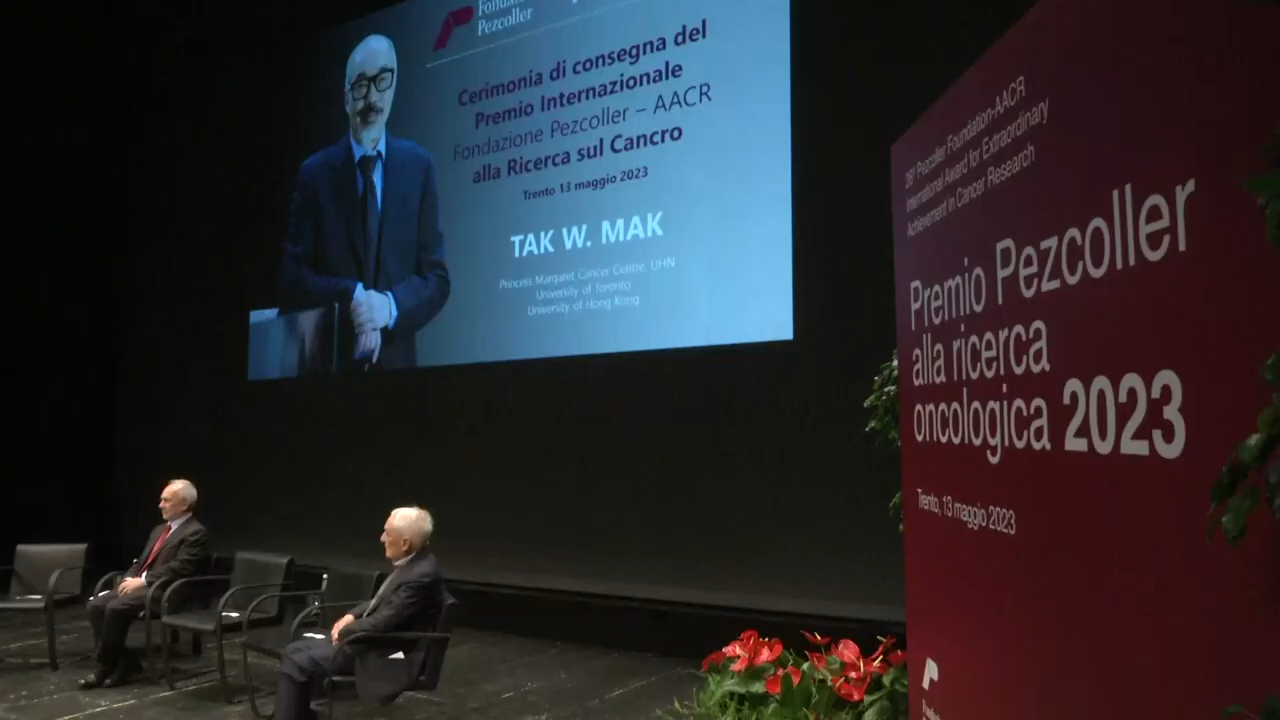 Pezcoller
Cerimonia di consegna del
Premio Internazionale
Fondazione Pezcoller – AACR
alla Ricerca sul Cancro
Trento 13 maggio 2023
TAK W. MAK
Princess Margaret Cancer Centre, UHN
University of Toronto
University of Hong Kong
26th Pezcoller Foundation-AACR
International Award for Extraordinary
Achievement in Cancer Research
Premio Pezcoller
alla ricerca
oncologica 2023
Trento, 13 maggio 2023